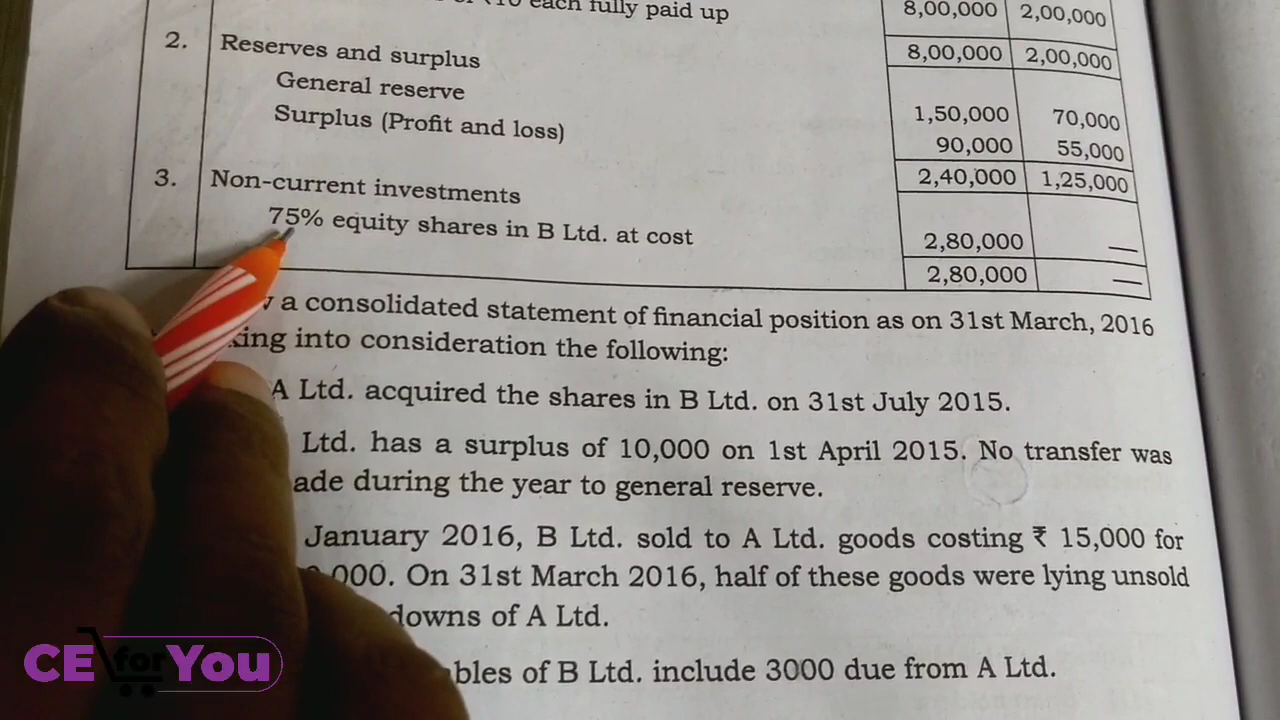 ₹10 each fully paid up 8,00,000 2,00,000
8,00,000 2,00,000
2. Reserves and surplus
General reserve 1,50,000 70,000
Surplus (Profit and loss) 90,000 55,000
2,40,000 1,25,000
3. Non-current investments
75% equity shares in B Ltd. at cost 2,80,000 —
2,80,000 —
a consolidated statement of financial position as on 31st March, 2016
into consideration the following:
A Ltd. acquired the shares in B Ltd. on 31st July 2015.
Ltd. has a surplus of 10,000 on 1st April 2015. No transfer was
during the year to general reserve.
January 2016, B Ltd. sold to A Ltd. goods costing ₹ 15,000 for
On 31st March 2016, half of these goods were lying unsold
of A Ltd.
of B Ltd. include 3000 due from A Ltd.
CE for You